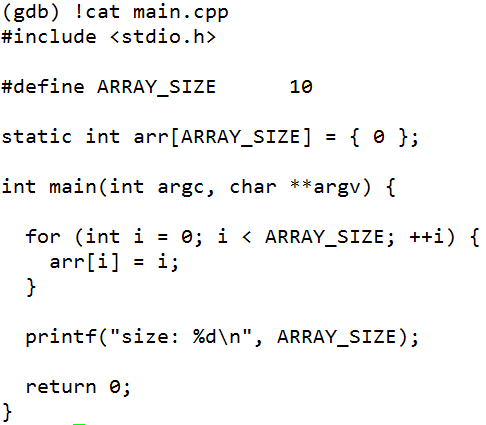 (gdb) !cat main.cpp
#include <stdio.h>
#define ARRAY_SIZE      10
static int arr[ARRAY_SIZE] = { 0 };
int main(int argc, char **argv) {
  for (int i = 0; i < ARRAY_SIZE; ++i) {
    arr[i] = i;
  }
  printf("size: %d\n", ARRAY_SIZE);
  return 0;
}